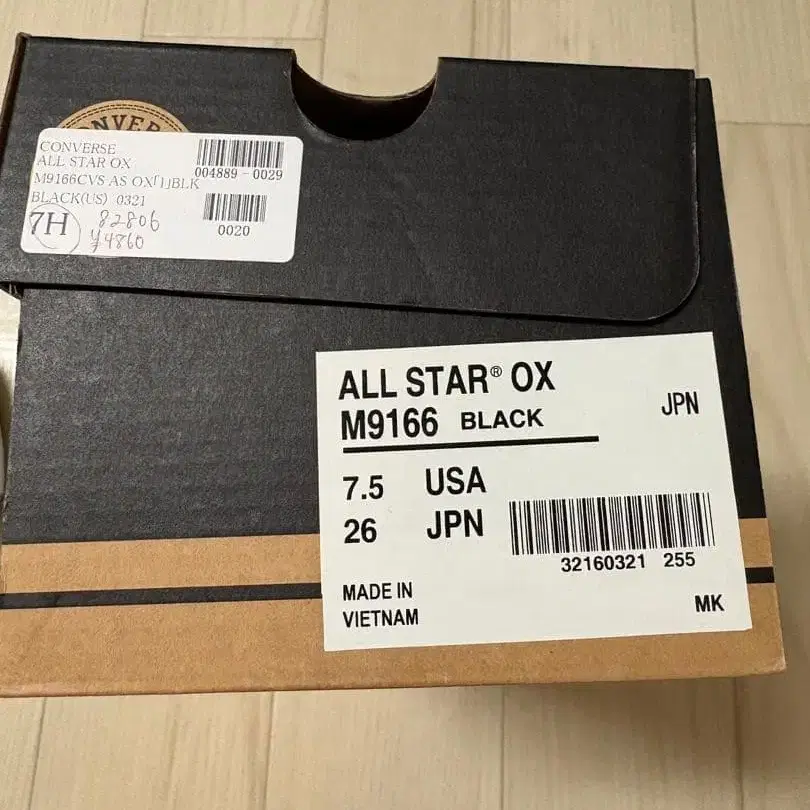 CONVERSE
CONVERSE
ALL STAR OX
M9166CVS AS OX「1」BLK
BLACK(US) 0321
7H 82806
¥4860
004889-0029
0020
ALL STAR® OX
M9166 BLACK
JPN
7.5 USA
26 JPN
32160321 255
MADE IN
VIETNAM
MK